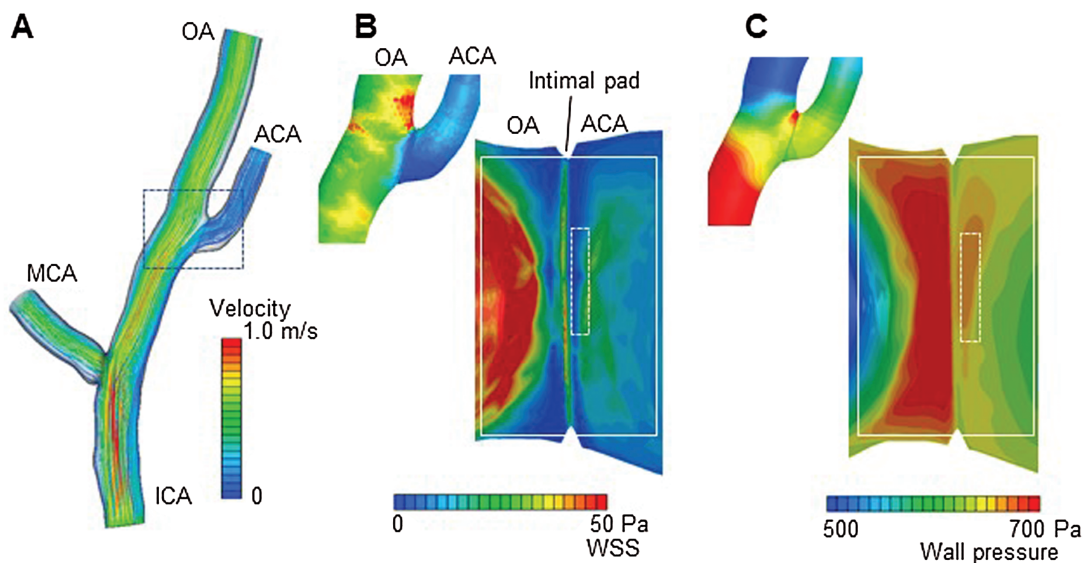 A
OA
ACA
MCA
Velocity
1.0 m/s
0
ICA
B
OA
ACA
Intimal pad
OA
ACA
0
50 Pa
WSS
C
500
700 Pa
Wall pressure